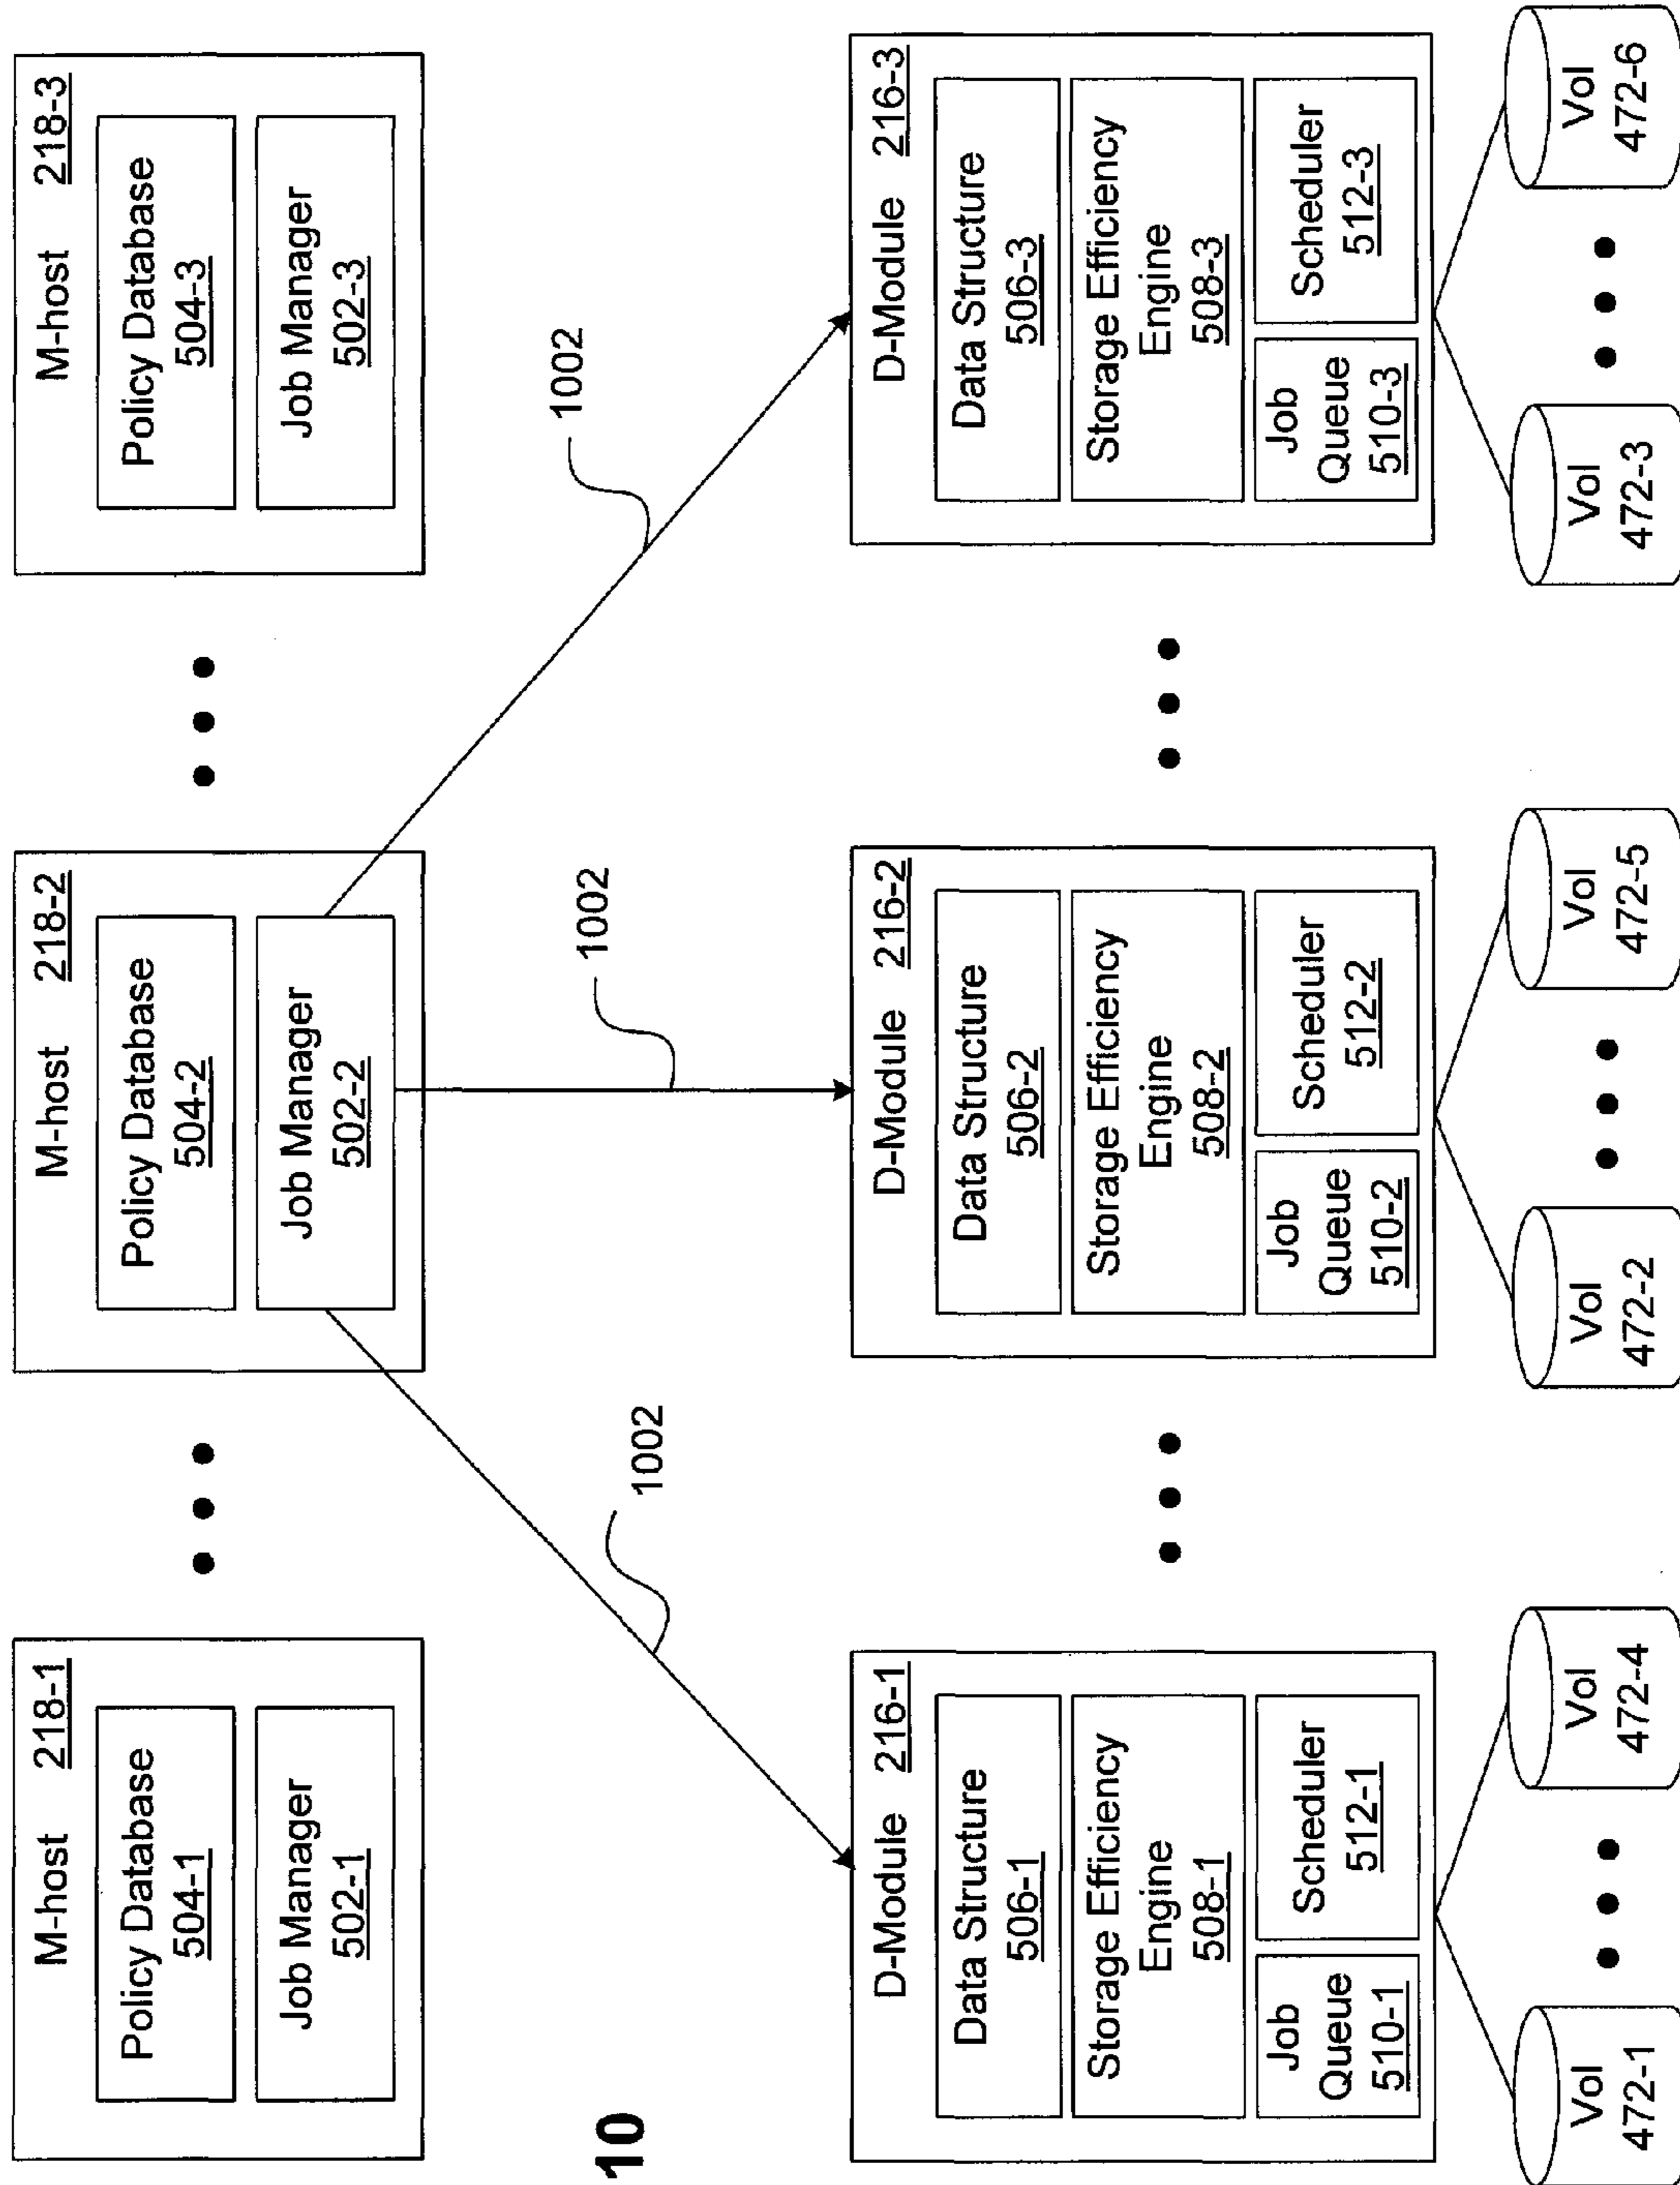 M-host 218-1
Policy Database
504-1
Job Manager
502-1
M-host 218-2
Policy Database
504-2
Job Manager
502-2
M-host 218-3
Policy Database
504-3
Job Manager
502-3
1002
1002
1002
10
D-Module 216-1
Data Structure
506-1
Storage Efficiency
Engine
508-1
Job
Queue
510-1
Scheduler
512-1
D-Module 216-2
Data Structure
506-2
Storage Efficiency
Engine
508-2
Job
Queue
510-2
Scheduler
512-2
D-Module 216-3
Data Structure
506-3
Storage Efficiency
Engine
508-3
Job
Queue
510-3
Scheduler
512-3
Vol
472-1
Vol
472-4
Vol
472-2
Vol
472-5
Vol
472-3
Vol
472-6